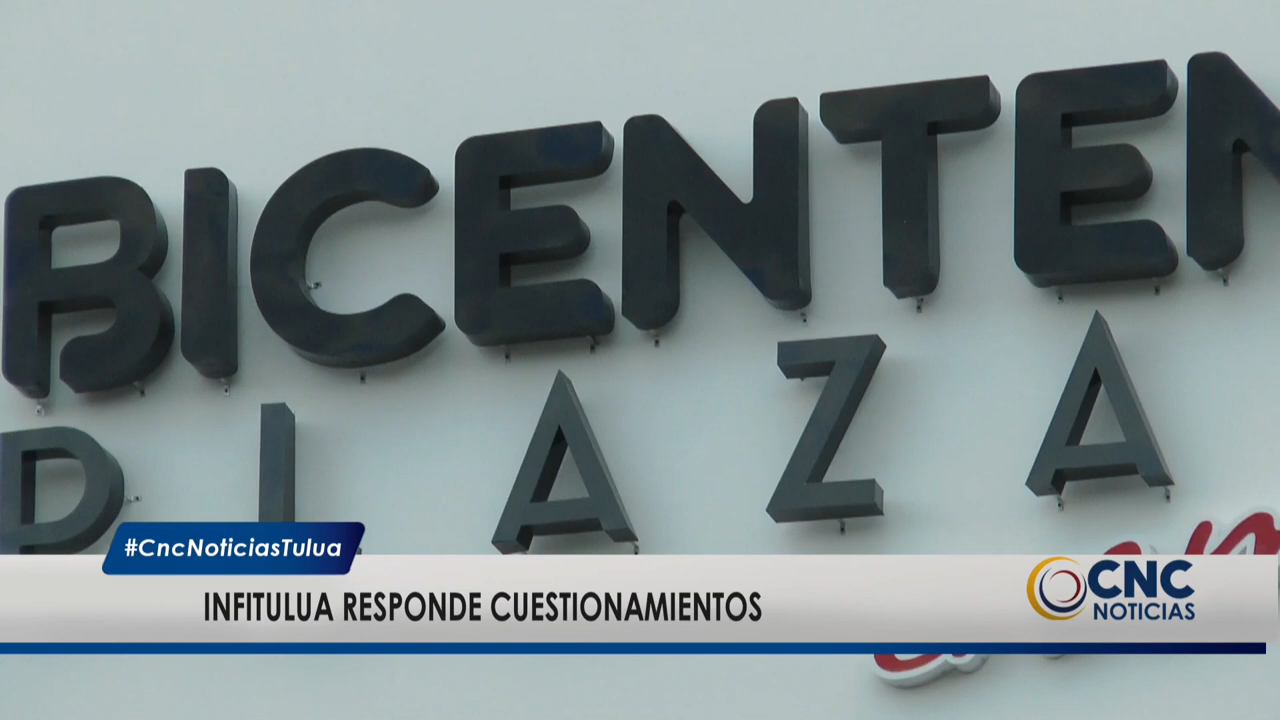 BICENTEN
PLAZA
#CncNoticiasTulua
INFITULUA RESPONDE CUESTIONAMIENTOS
CNC
NOTICIAS